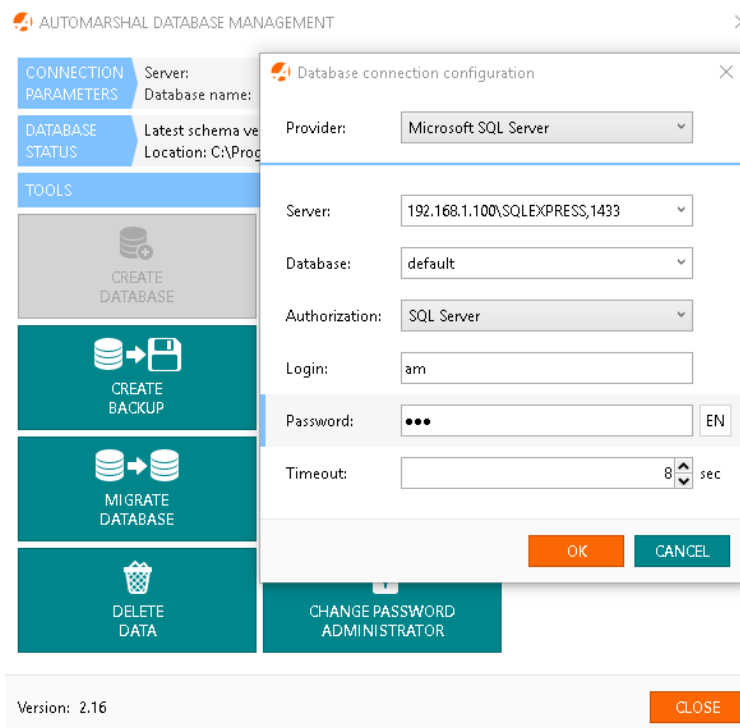 AUTOMARSHAL DATABASE MANAGEMENT
CONNECTION
PARAMETERS
Server:
Database name:
DATABASE
STATUS
Latest schema ve
Location: C:\Prog
TOOLS
CREATE
DATABASE
CREATE
BACKUP
MIGRATE
DATABASE
DELETE
DATA
CHANGE PASSWORD
ADMINISTRATOR
Database connection configuration
Provider:
Microsoft SQL Server
Server:
192.168.1.100\SQLEXPRESS,1433
Database:
default
Authorization:
SQL Server
Login:
am
Password:
●●●
EN
Timeout:
8
sec
OK
CANCEL
Version: 2.16
CLOSE